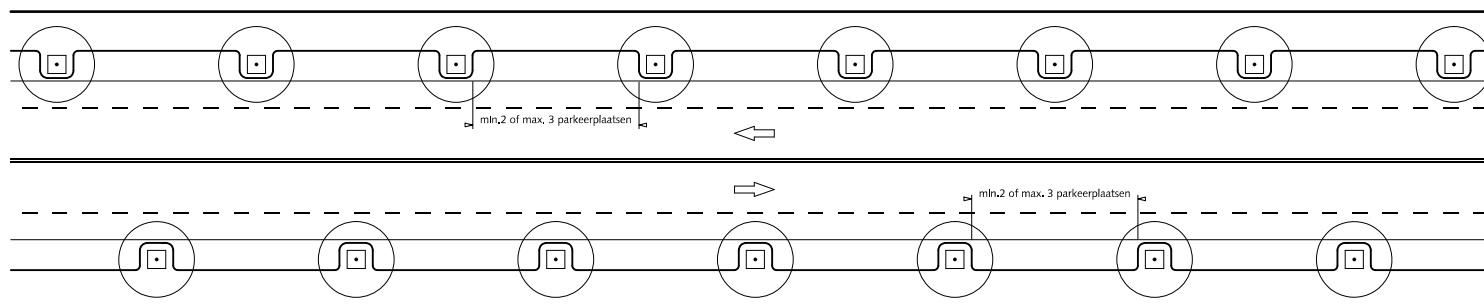 min.2 of max. 3 parkeerplaatsen
min.2 of max. 3 parkeerplaatsen